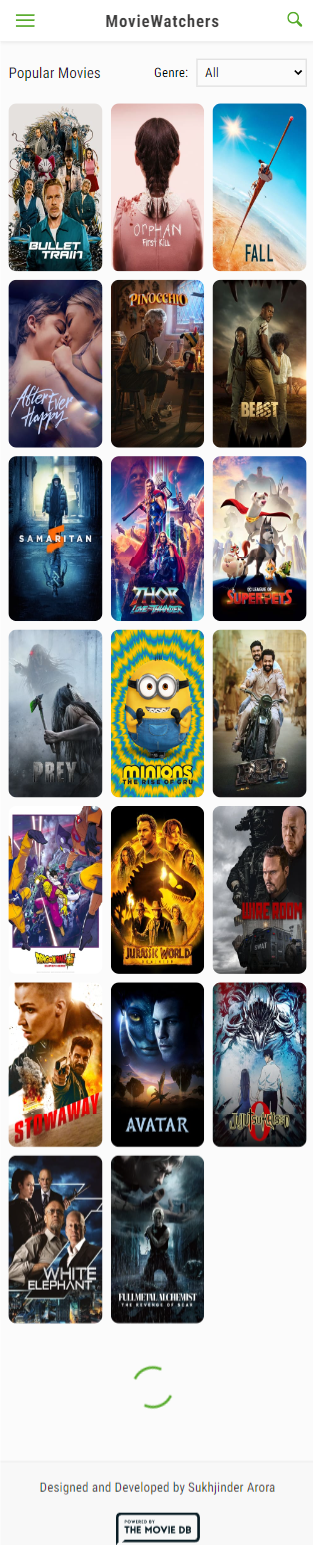 MovieWatchers
Popular Movies
Genre: All
BULLET
TRAIN
ORPHAN
First Kill
FALL
After Ever
Happy
PINOCCHIO
BEAST
SAMARITAN
THOR
LOVE AND THUNDER
DC LEAGUE OF
SUPER-PETS
PREY
MINIONS
THE RISE OF GRU
RRR
JURASSIC WORLD
DOMINION
WIRE ROOM
SWAT
STOWAWAY
AVATAR
0
WHITE
ELEPHANT
FULLMETAL ALCHEMIST
THE REVENGE OF SCAR
Designed and Developed by Sukhjinder Arora
POWERED BY
THE MOVIE DB